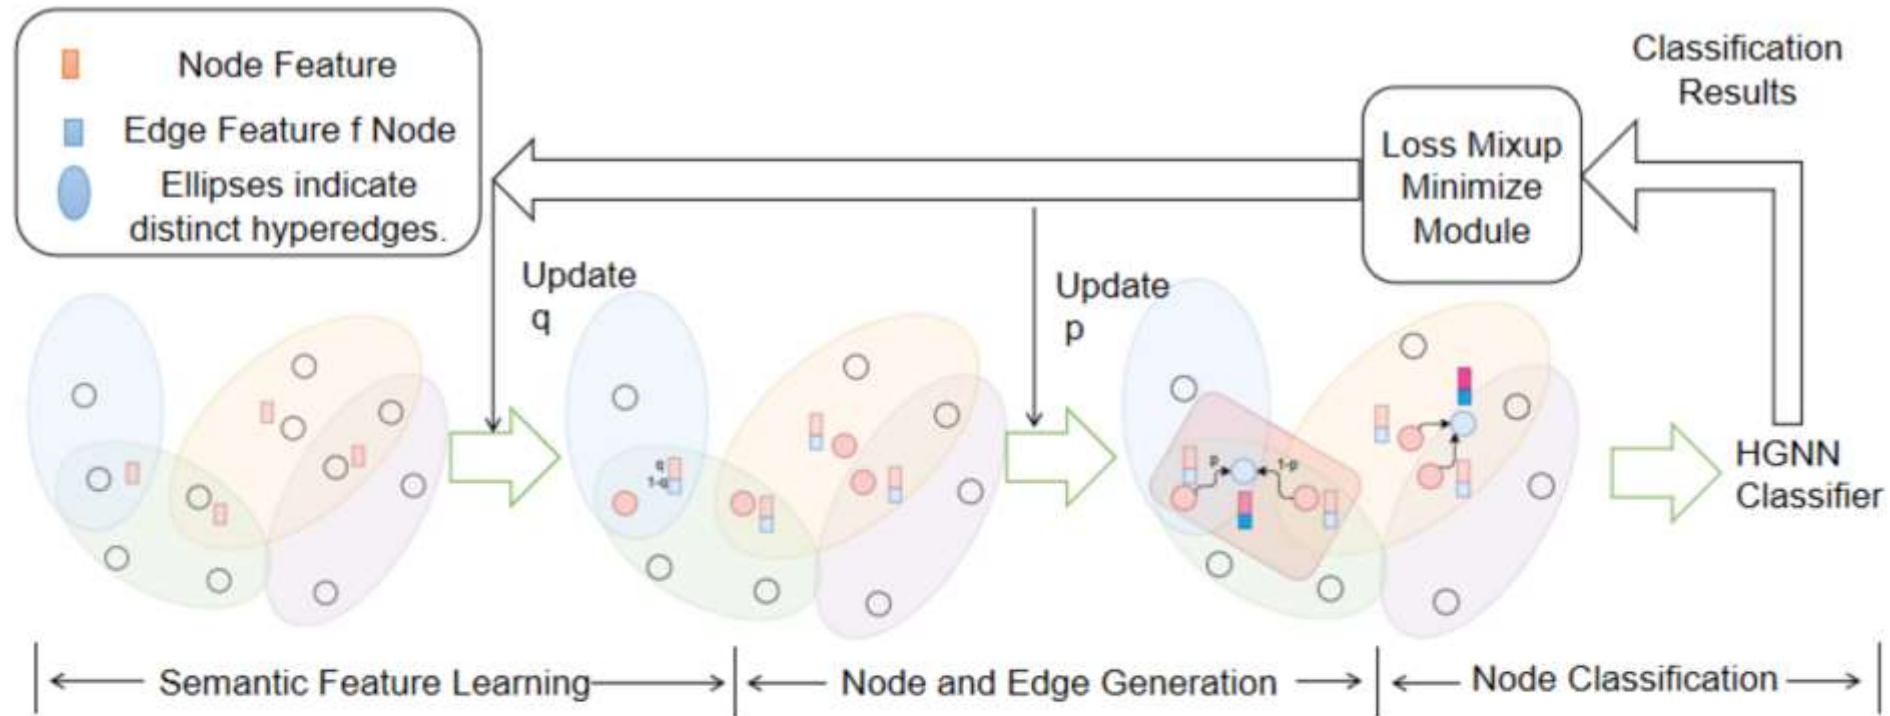 Node Feature
Edge Feature f Node
Ellipses indicate
distinct hyperedges.
Classification
Results
Loss Mixup
Minimize
Module
Update
q
Update
p
q
1-q
p
1-p
HGNN
Classifier
Semantic Feature Learning
Node and Edge Generation
Node Classification